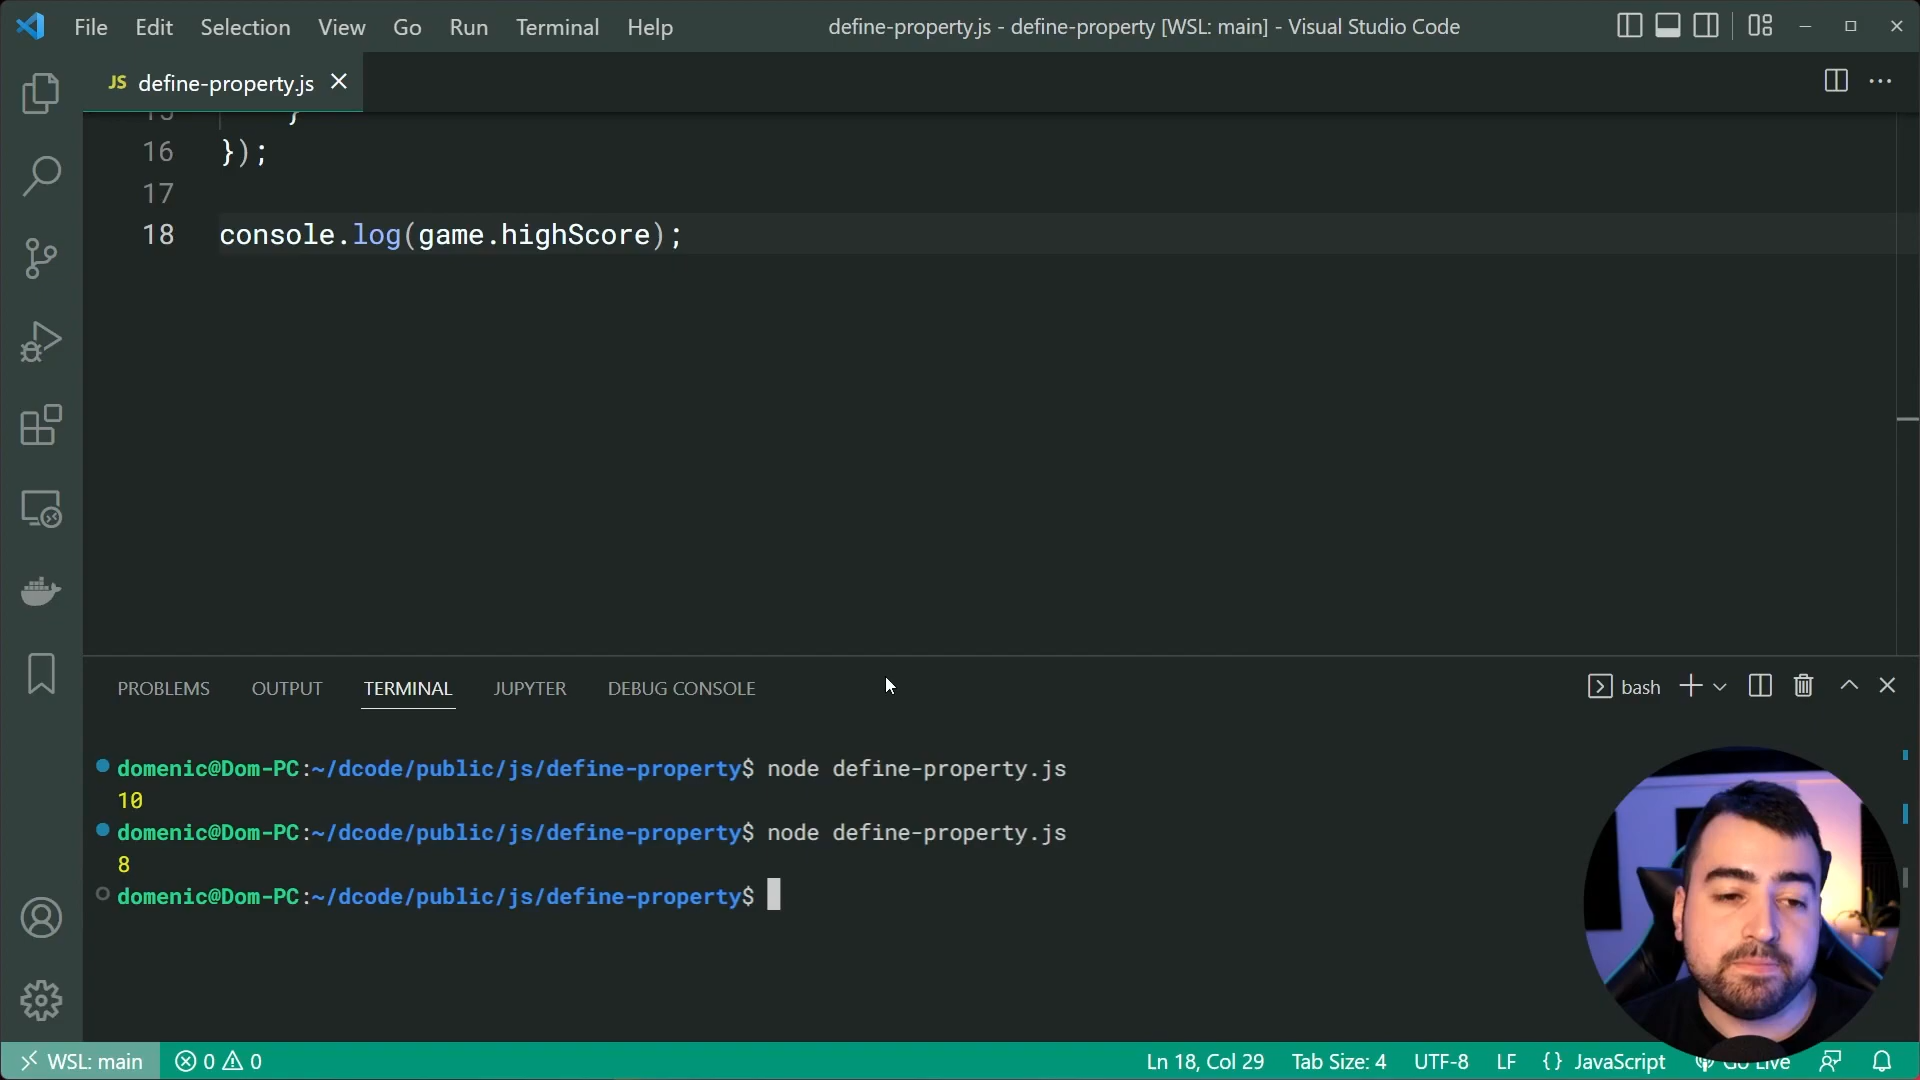 File Edit Selection View Go Run Terminal Help define-property.js - define-property [WSL: main] - Visual Studio Code
JS define-property.js
15 }
16 });
17
18 console.log(game.highScore);
PROBLEMS OUTPUT TERMINAL JUPYTER DEBUG CONSOLE bash
domenic@Dom-PC:~/dcode/public/js/define-property$ node define-property.js
10
domenic@Dom-PC:~/dcode/public/js/define-property$ node define-property.js
8
domenic@Dom-PC:~/dcode/public/js/define-property$
WSL: main 0 0 Ln 18, Col 29 Tab Size: 4 UTF-8 LF {} JavaScript Go Live